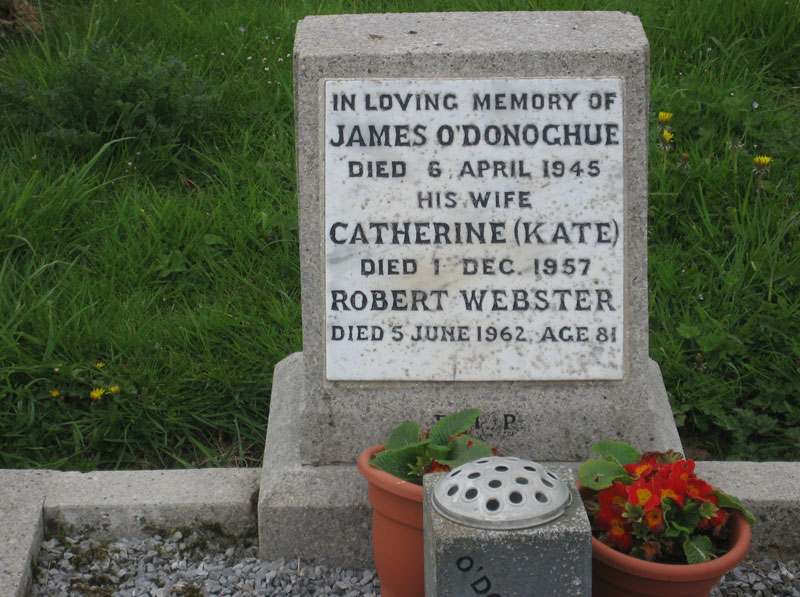 IN LOVING MEMORY OF
JAMES O'DONOGHUE
DIED 6 APRIL 1945
HIS WIFE
CATHERINE (KATE)
DIED 1 DEC. 1957
ROBERT WEBSTER
DIED 5 JUNE 1962 AGE 81